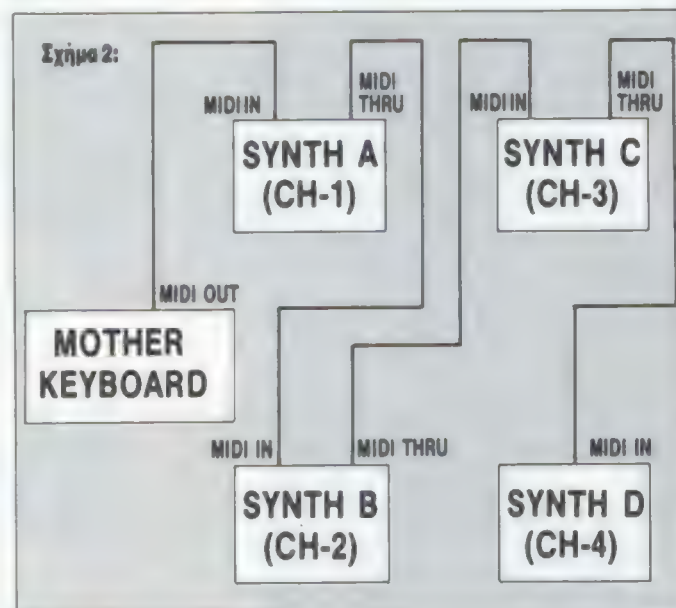 Σχήμα 2:
MIDI IN
MIDI
THRU
SYNTH A
(CH-1)
MIDI IN
MIDI
THRU
SYNTH C
(CH-3)
MIDI OUT
MOTHER
KEYBOARD
MIDI IN
MIDI THRU
SYNTH B
(CH-2)
MIDI IN
SYNTH D
(CH-4)